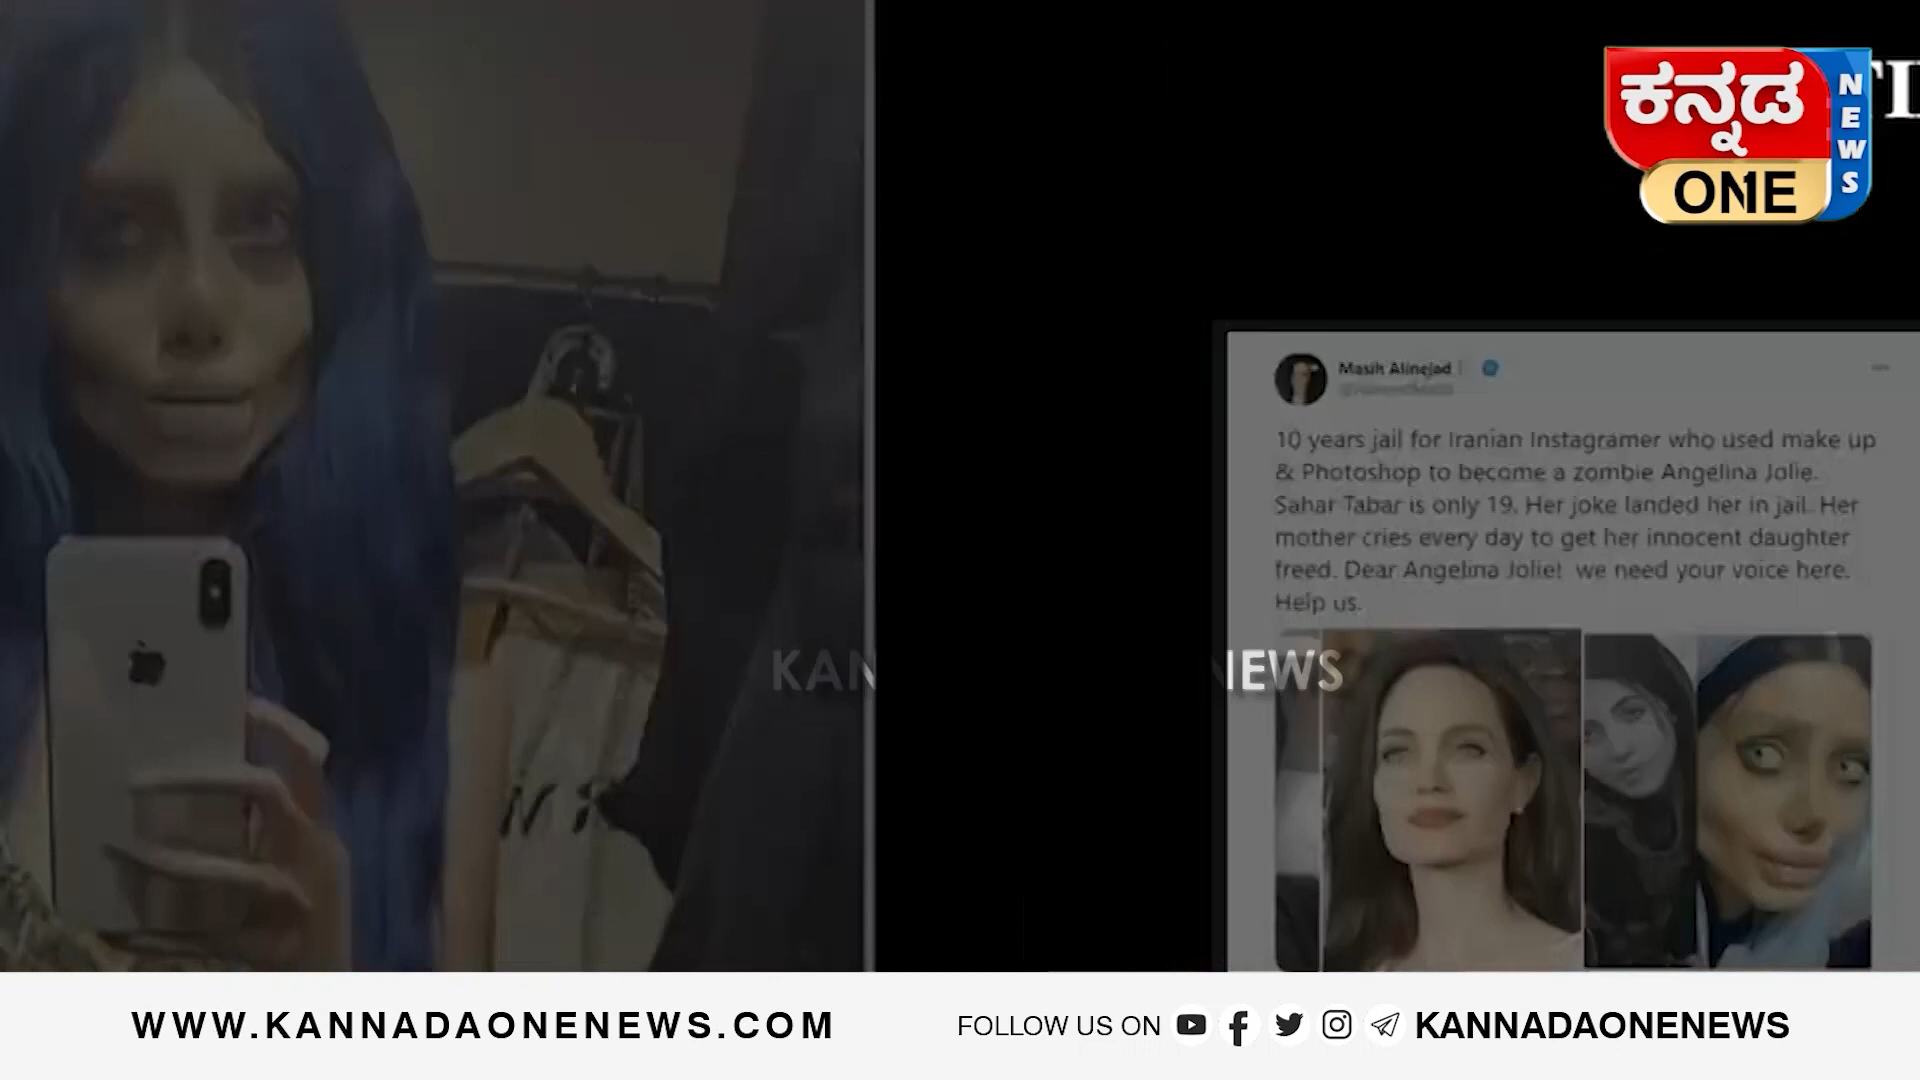 ಕನ್ನಡ
NEWS
ONE
TI
Masih Alinejad
10 years jail for Iranian Instagramer who used make up
& Photoshop to become a zombie Angelina Jolie.
Sahar Tabar is only 19. Her joke landed her in jail. Her
mother cries every day to get her innocent daughter
freed. Dear Angelina Jolie! we need your voice here.
Help us.
KAN
NEWS
WWW.KANNADAONENEWS.COM
FOLLOW US ON KANNADAONENEWS